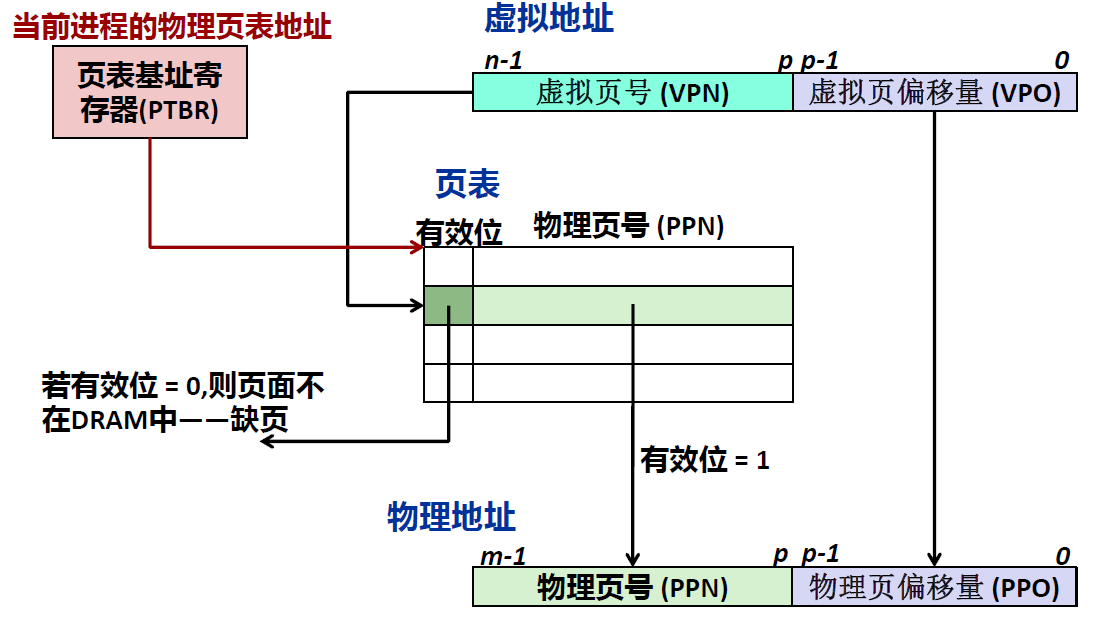 当前进程的物理页表地址
虚拟地址
页表基址寄
存器(PTBR)
n-1
p p-1
0
虚拟页号 (VPN)
虚拟页偏移量 (VPO)
页表
有效位
物理页号 (PPN)
若有效位 = 0,则页面不
在DRAM中——缺页
有效位 = 1
物理地址
m-1
p p-1
0
物理页号 (PPN)
物理页偏移量 (PPO)